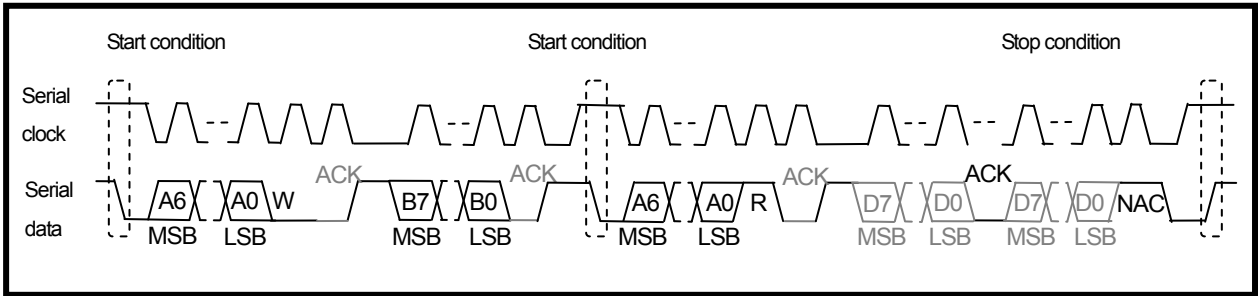 Start condition Start condition Stop condition
Serial
clock
ACK ACK ACK ACK
Serial
data
A6 A0 W B7 B0 A6 A0 R D7 D0 D7 D0 NAC
MSB LSB MSB LSB MSB LSB MSB LSB MSB LSB